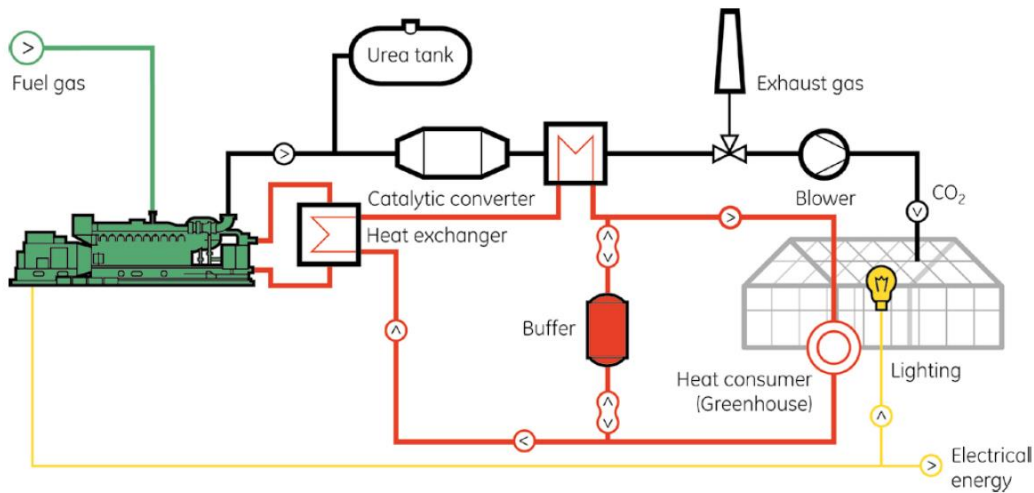 Fuel gas
Urea tank
Exhaust gas
Catalytic converter
Heat exchanger
Blower
CO₂
Buffer
Heat consumer
(Greenhouse)
Lighting
Electrical
energy